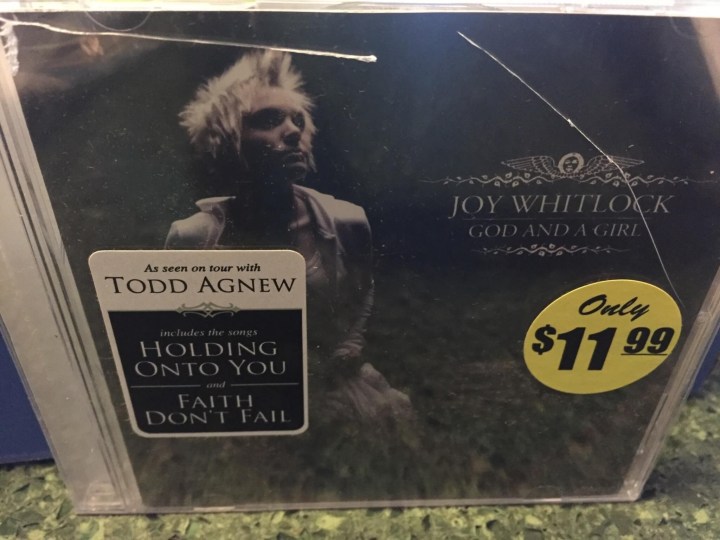 JOY WHITLOCK
GOD AND A GIRL
As seen on tour with
TODD AGNEW
includes the songs
HOLDING
ONTO YOU
and
FAITH
DON'T FAIL
Only
$11.99